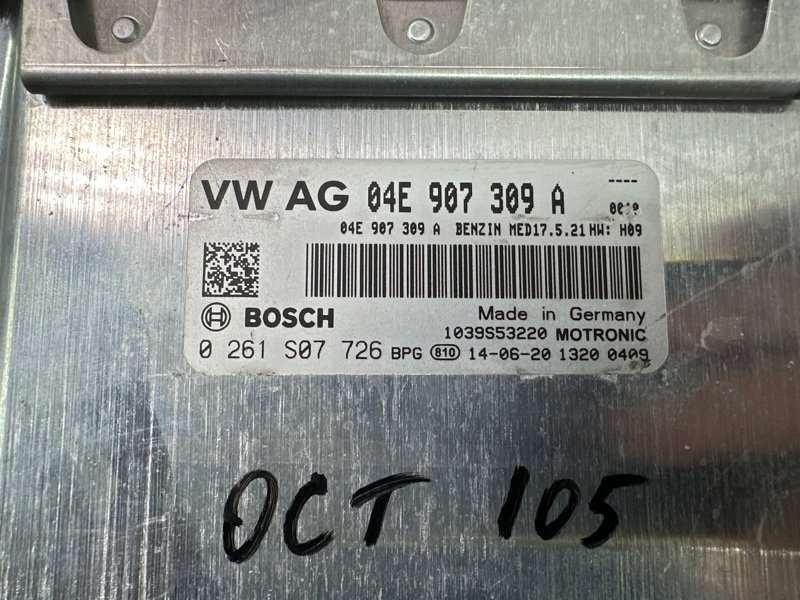 VW AG 04E 907 309 A
----
04E 907 309 A BENZIN MED17.5.21 HW: H09
BOSCH
Made in Germany
1039S53220 MOTRONIC
0 261 S07 726 BPG 810 14-06-20 1320 0409
OCT 105